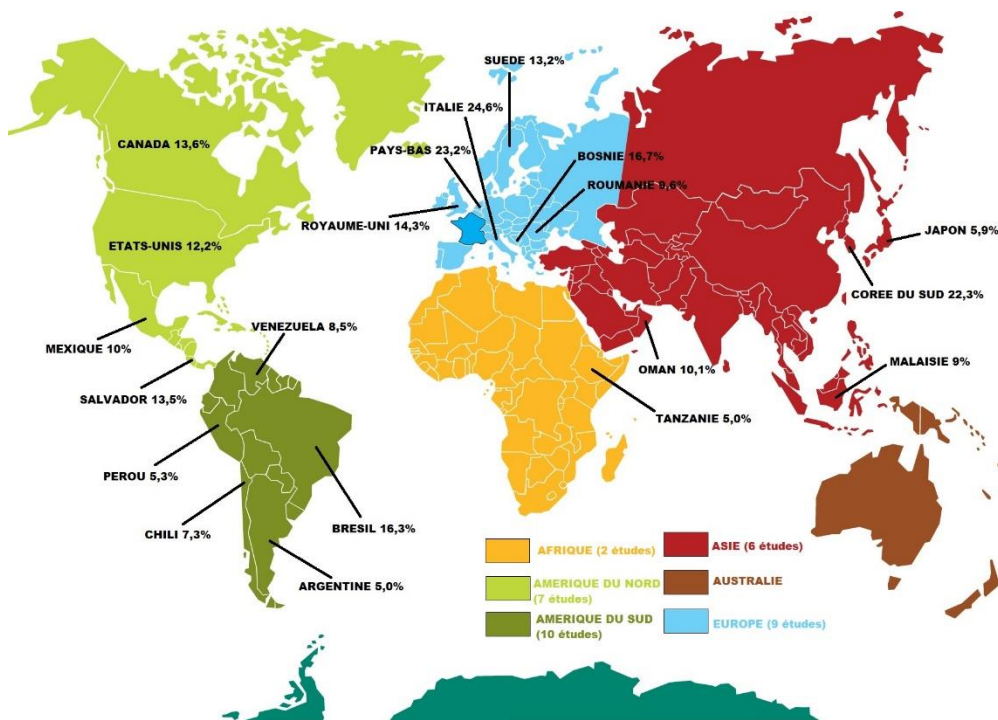 SUEDE 13,2%
ITALIE 24,6%
CANADA 13,6%
PAYS-BAS 23,2%
BOSNIE 16,7%
ROUMANIE 9,6%
ROYAUME-UNI 14,3%
JAPON 5,9%
ETATS-UNIS 12,2%
COREE DU SUD 22,3%
VENEZUELA 8,5%
MEXIQUE 10%
MALAISIE 9%
OMAN 10,1%
SALVADOR 13,5%
TANZANIE 5,0%
PEROU 5,3%
BRESIL 16,3%
CHILI 7,3%
ARGENTINE 5,0%
AFRIQUE (2 études)
ASIE (6 études)
AMERIQUE DU NORD
(7 études)
AUSTRALIE
AMERIQUE DU SUD
(10 études)
EUROPE (9 études)